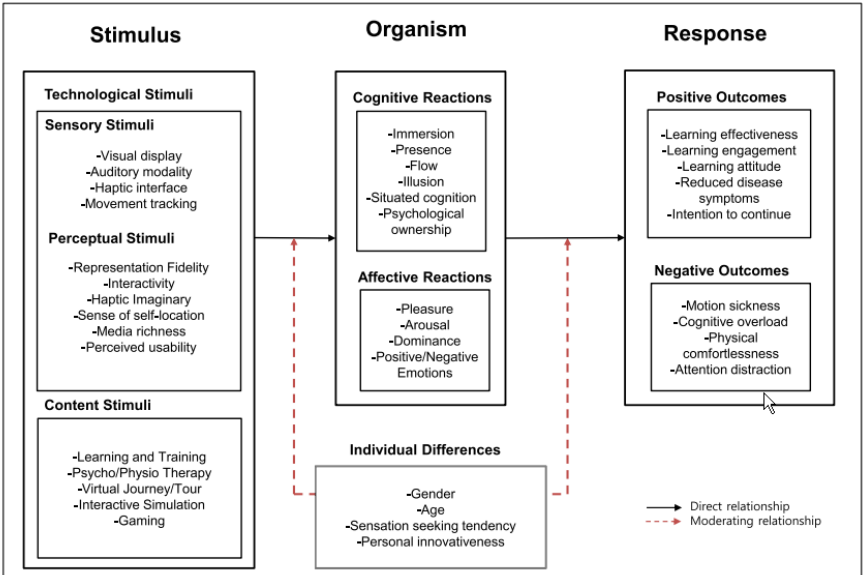 Stimulus
Technological Stimuli
Sensory Stimuli
-Visual display
-Auditory modality
-Haptic interface
-Movement tracking
Perceptual Stimuli
-Representation Fidelity
-Interactivity
-Haptic Imaginary
-Sense of self-location
-Media richness
-Perceived usability
Content Stimuli
-Learning and Training
-Psycho/Physio Therapy
-Virtual Journey/Tour
-Interactive Simulation
-Gaming
Organism
Cognitive Reactions
-Immersion
-Presence
-Flow
-Illusion
-Situated cognition
-Psychological
ownership
Affective Reactions
-Pleasure
-Arousal
-Dominance
-Positive/Negative
Emotions
Individual Differences
-Gender
-Age
-Sensation seeking tendency
-Personal innovativeness
Response
Positive Outcomes
-Learning effectiveness
-Learning engagement
-Learning attitude
-Reduced disease
symptoms
-Intention to continue
Negative Outcomes
-Motion sickness
-Cognitive overload
-Physical
comfortlessness
-Attention distraction
Direct relationship
Moderating relationship